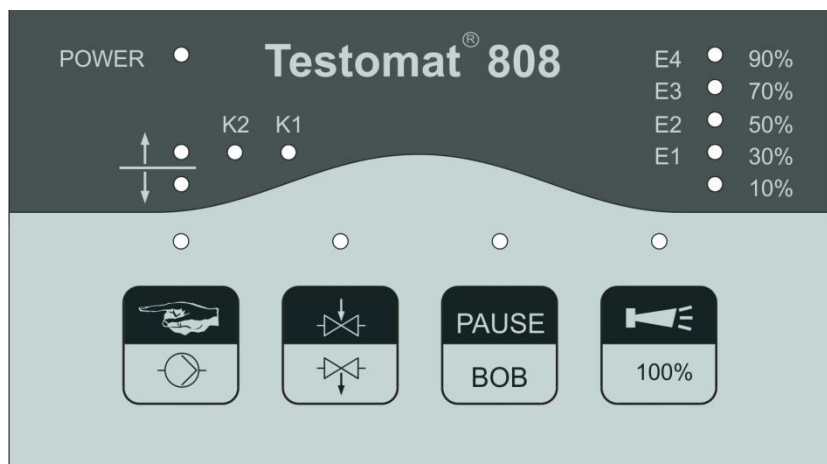 POWER
Testomat® 808
E4 90%
E3 70%
E2 50%
E1 30%
10%
K2 K1
PAUSE
BOB
100%